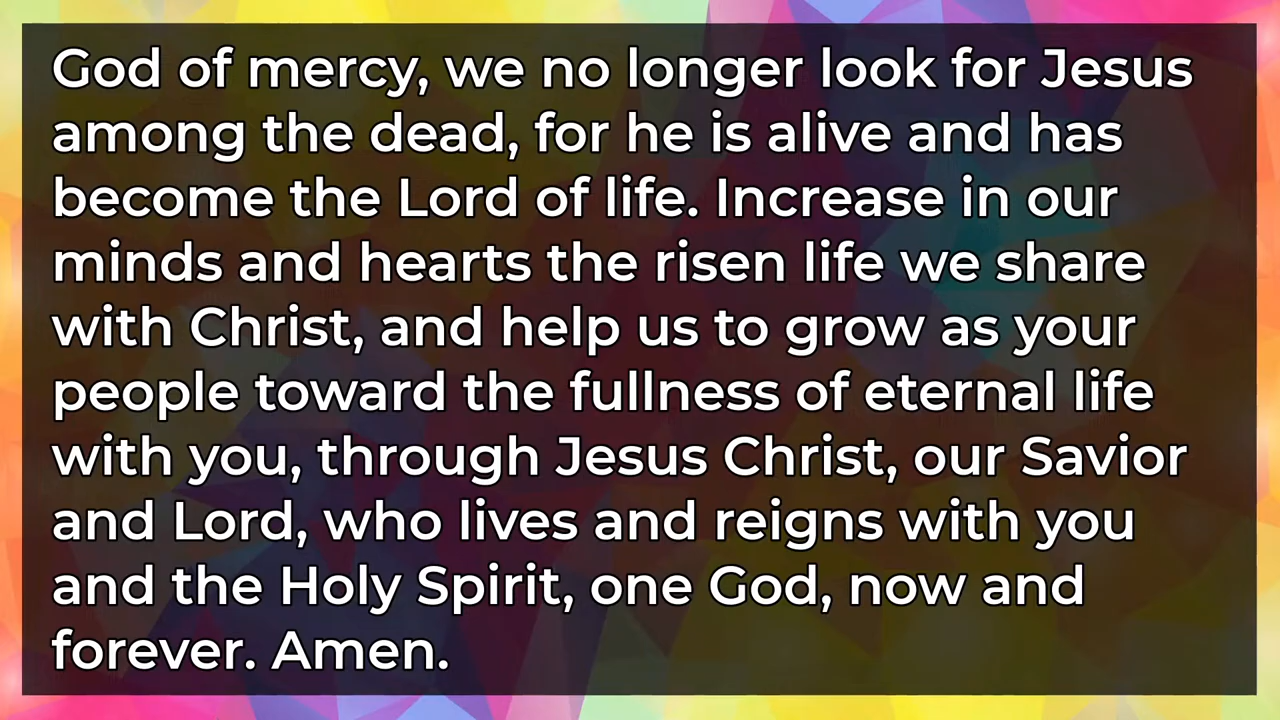 God of mercy, we no longer look for Jesus
among the dead, for he is alive and has
become the Lord of life. Increase in our
minds and hearts the risen life we share
with Christ, and help us to grow as your
people toward the fullness of eternal life
with you, through Jesus Christ, our Savior
and Lord, who lives and reigns with you
and the Holy Spirit, one God, now and
forever. Amen.